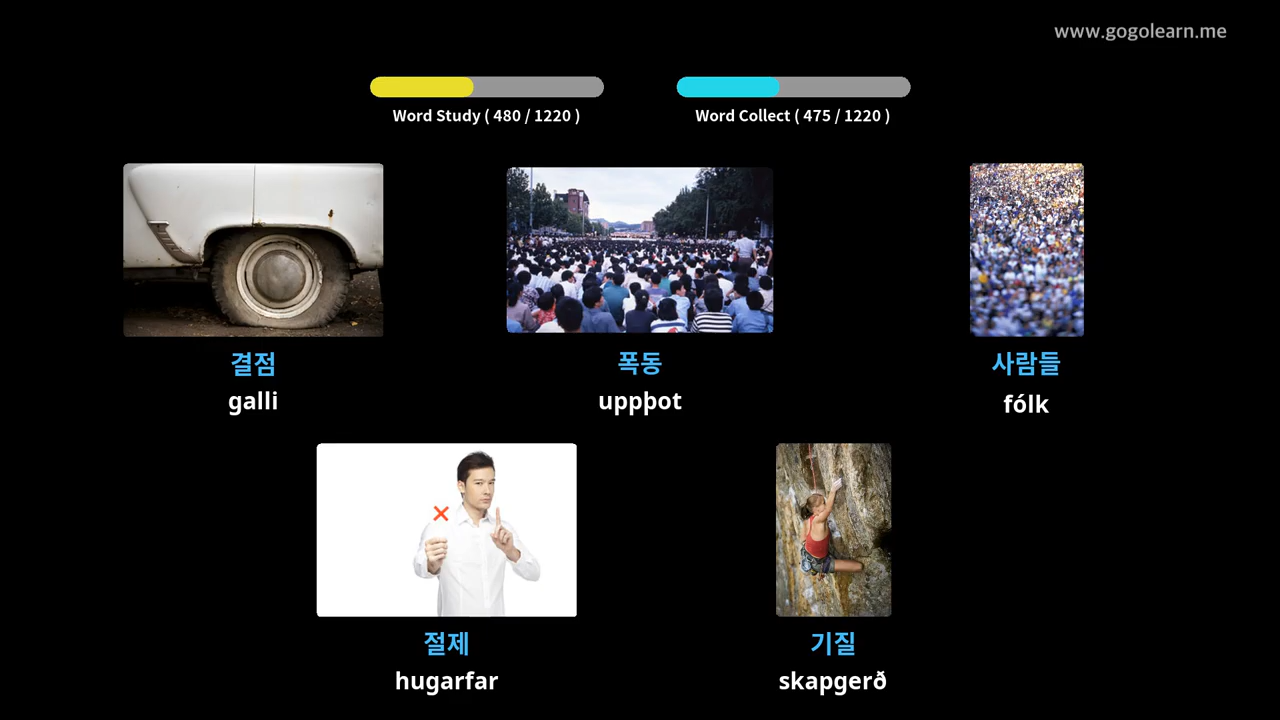 www.gogolearn.me
Word Study ( 480 / 1220 )
Word Collect ( 475 / 1220 )
결점
galli
폭동
uppþot
사람들
fólk
절제
hugarfar
기질
skapgerð